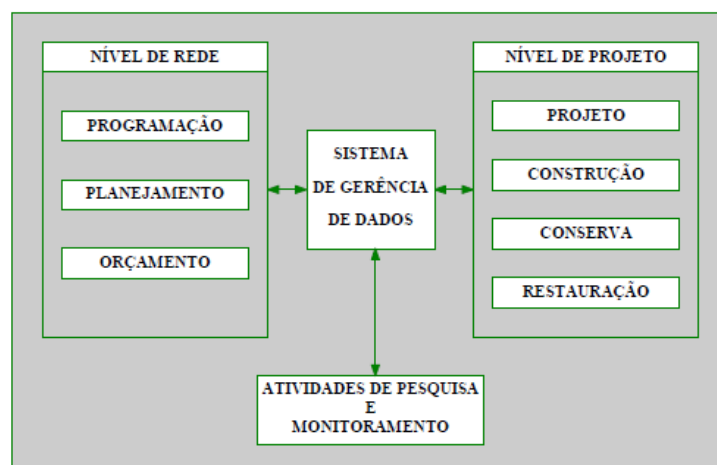 NÍVEL DE REDE
PROGRAMAÇÃO
PLANEJAMENTO
ORÇAMENTO
SISTEMA
DE GERÊNCIA
DE DADOS
NÍVEL DE PROJETO
PROJETO
CONSTRUÇÃO
CONSERVA
RESTAURAÇÃO
ATIVIDADES DE PESQUISA
E
MONITORAMENTO